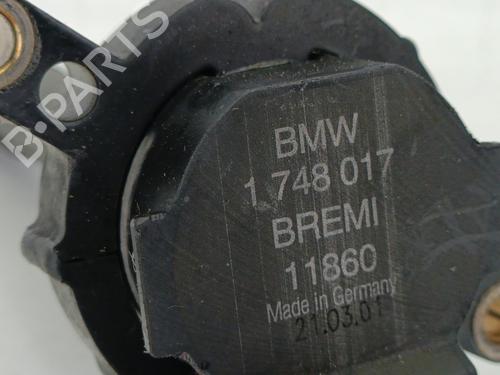 B-PARTS
BMW
1 748 017
BREMI
11860
Made in Germany
21.03.01